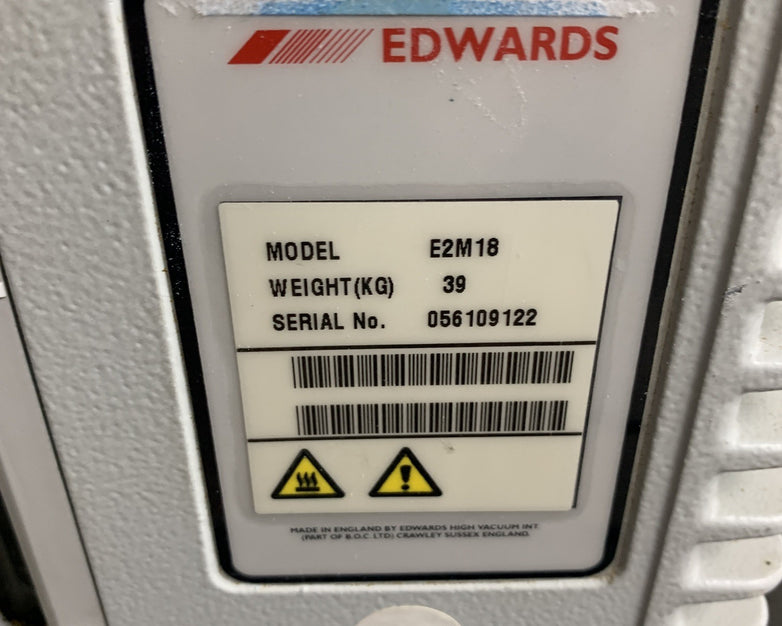 EDWARDS
MODEL E2M18
WEIGHT(KG) 39
SERIAL No. 056109122
MADE IN ENGLAND BY EDWARDS HIGH VACUUM INT.
(PART OF B.O.C. LTD) CRAWLEY SUSSEX ENGLAND.